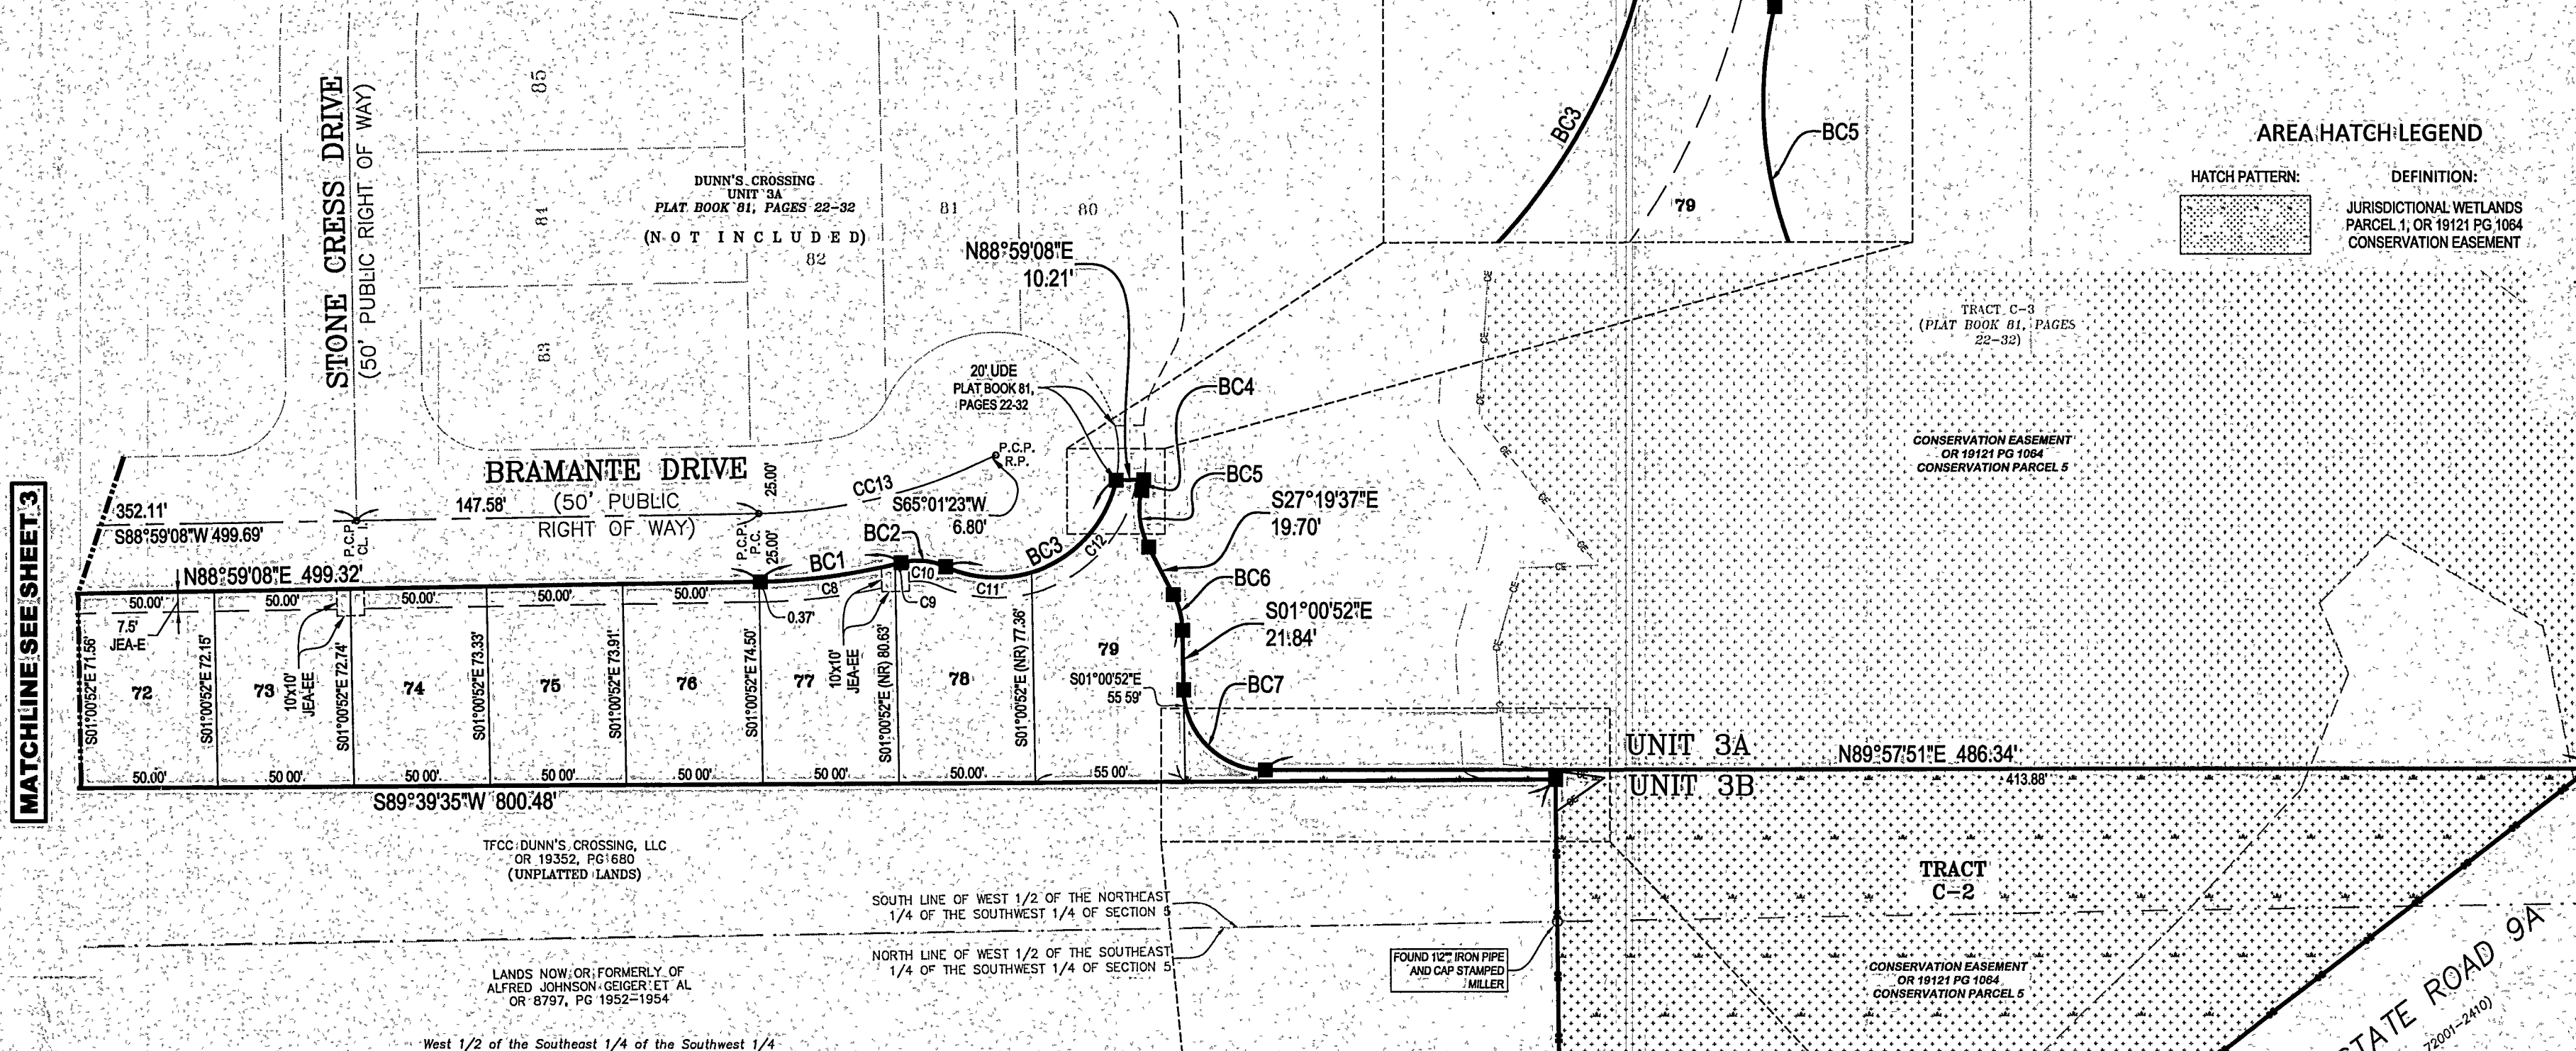 MATCHLINE SEE SHEET 3
STONE CRESS DRIVE
(50' PUBLIC RIGHT OF WAY)
85
84
83
DUNN'S CROSSING
UNIT 3A
PLAT BOOK 81, PAGES 22-32
(NOT INCLUDED)
82
81
80
N88°59'08"E
10.21'
20' UDE
PLAT BOOK 81,
PAGES 22-32
BC3
BC5
79
AREA HATCH LEGEND
HATCH PATTERN:
DEFINITION:
JURISDICTIONAL WETLANDS
PARCEL 1, OR 19121 PG 1064
CONSERVATION EASEMENT
TRACT C-3
(PLAT BOOK 81, PAGES
22-32)
CONSERVATION EASEMENT
OR 19121 PG 1064
CONSERVATION PARCEL 5
CE
CE
CE
CE
CE
CE
CE
CE
BC4
BC5
S27°19'37"E
19.70'
BC6
S01°00'52"E
21.84'
BC7
P.C.P.
R.P.
CC13
S65°01'23"W
6.80'
BRAMANTE DRIVE
(50' PUBLIC
RIGHT OF WAY)
25.00'
25.00'
P.C.P.
P.C.
147.58'
352.11'
S88°59'08"W 499.69'
P.C.P.
CL I.
N88°59'08"E 499.32'
BC1
BC2
BC3
C8
C9
C10
C11
C12
0.37'
50.00'
50.00'
50.00'
50.00'
50.00'
7.5'
JEA-E
10'x10'
JEA-EE
10'x10'
JEA-EE
S01°00'52"E 71.56'
72
S01°00'52"E 72.15'
73
S01°00'52"E 72.74'
74
S01°00'52"E 73.33'
75
S01°00'52"E 73.91'
76
S01°00'52"E 74.50'
77
S01°00'52"E (NR) 80.63'
78
S01°00'52"E (NR) 77.36'
79
S01°00'52"E
55 59'
50.00'
50 00'
50 00'
50 00'
50 00'
50 00'
50.00'
55 00'
S89°39'35"W 800.48'
UNIT 3A
UNIT 3B
N89°57'51"E 486.34'
413.88'
CE
CE
TFCC DUNN'S CROSSING, LLC
OR 19352, PG 680
(UNPLATTED LANDS)
SOUTH LINE OF WEST 1/2 OF THE NORTHEAST
1/4 OF THE SOUTHWEST 1/4 OF SECTION 5
NORTH LINE OF WEST 1/2 OF THE SOUTHEAST
1/4 OF THE SOUTHWEST 1/4 OF SECTION 5
LANDS NOW OR FORMERLY OF
ALFRED JOHNSON GEIGER ET AL
OR 8797, PG 1952-1954
West 1/2 of the Southeast 1/4 of the Southwest 1/4
FOUND 1/2" IRON PIPE
AND CAP STAMPED
MILLER
TRACT
C-2
CONSERVATION EASEMENT
OR 19121 PG 1064
CONSERVATION PARCEL 5
STATE ROAD 9A
72001-2410)